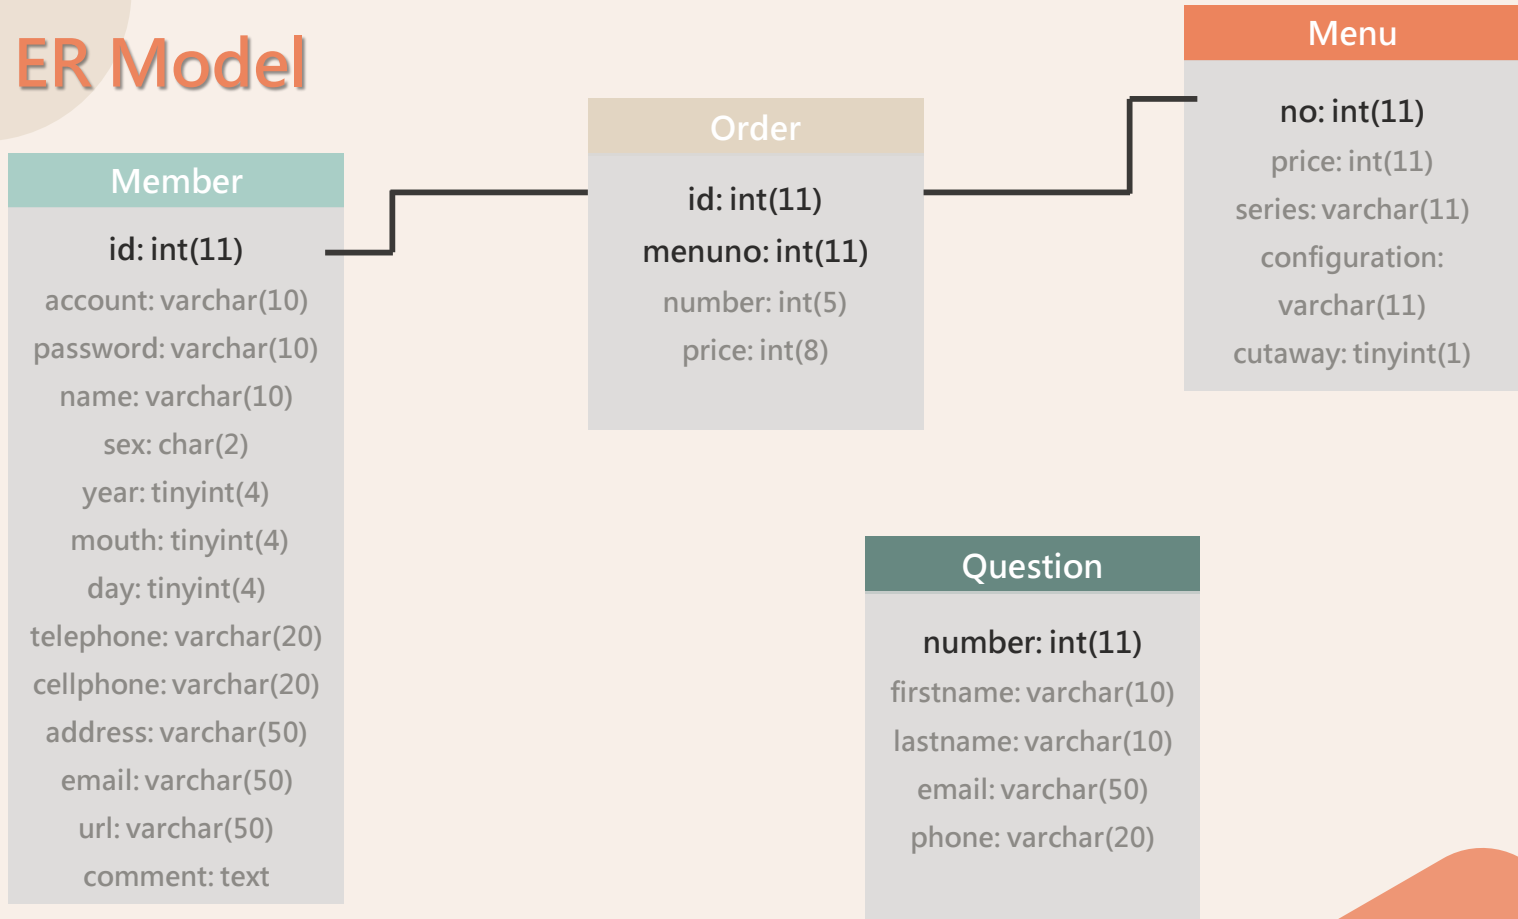 ER Model
Member
id: int(11)
account: varchar(10)
password: varchar(10)
name: varchar(10)
sex: char(2)
year: tinyint(4)
mouth: tinyint(4)
day: tinyint(4)
telephone: varchar(20)
cellphone: varchar(20)
address: varchar(50)
email: varchar(50)
url: varchar(50)
comment: text
Order
id: int(11)
menuno: int(11)
number: int(5)
price: int(8)
Menu
no: int(11)
price: int(11)
series: varchar(11)
configuration:
varchar(11)
cutaway: tinyint(1)
Question
number: int(11)
firstname: varchar(10)
lastname: varchar(10)
email: varchar(50)
phone: varchar(20)